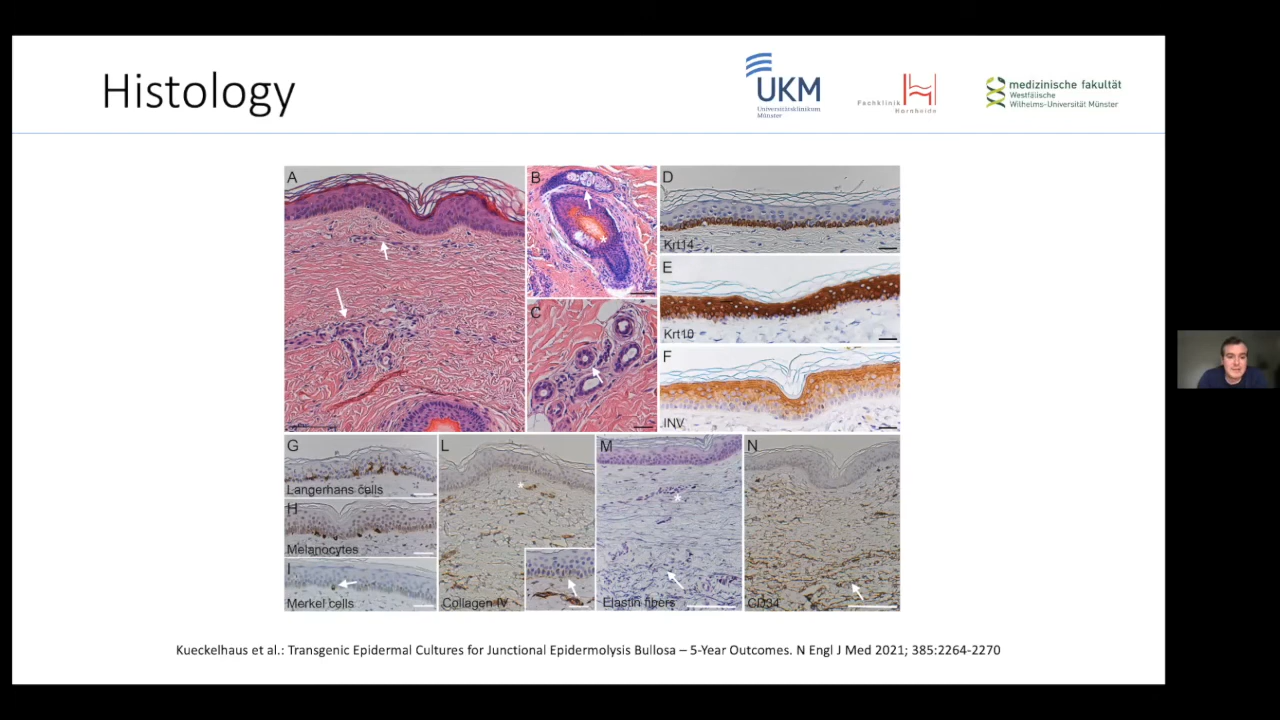 Histology
UKM
Universitätsklinikum
Münster
Fachklinik
Hornheide
medizinische fakultät
Westfälische
Wilhelms-Universität Münster
A
B
C
D
Krt14
E
Krt10
F
INV
G
Langerhans cells
H
Melanocytes
I
Merkel cells
L
Collagen IV
M
Elastin fibers
N
CD34
Kueckelhaus et al.: Transgenic Epidermal Cultures for Junctional Epidermolysis Bullosa – 5-Year Outcomes. N Engl J Med 2021; 385:2264-2270